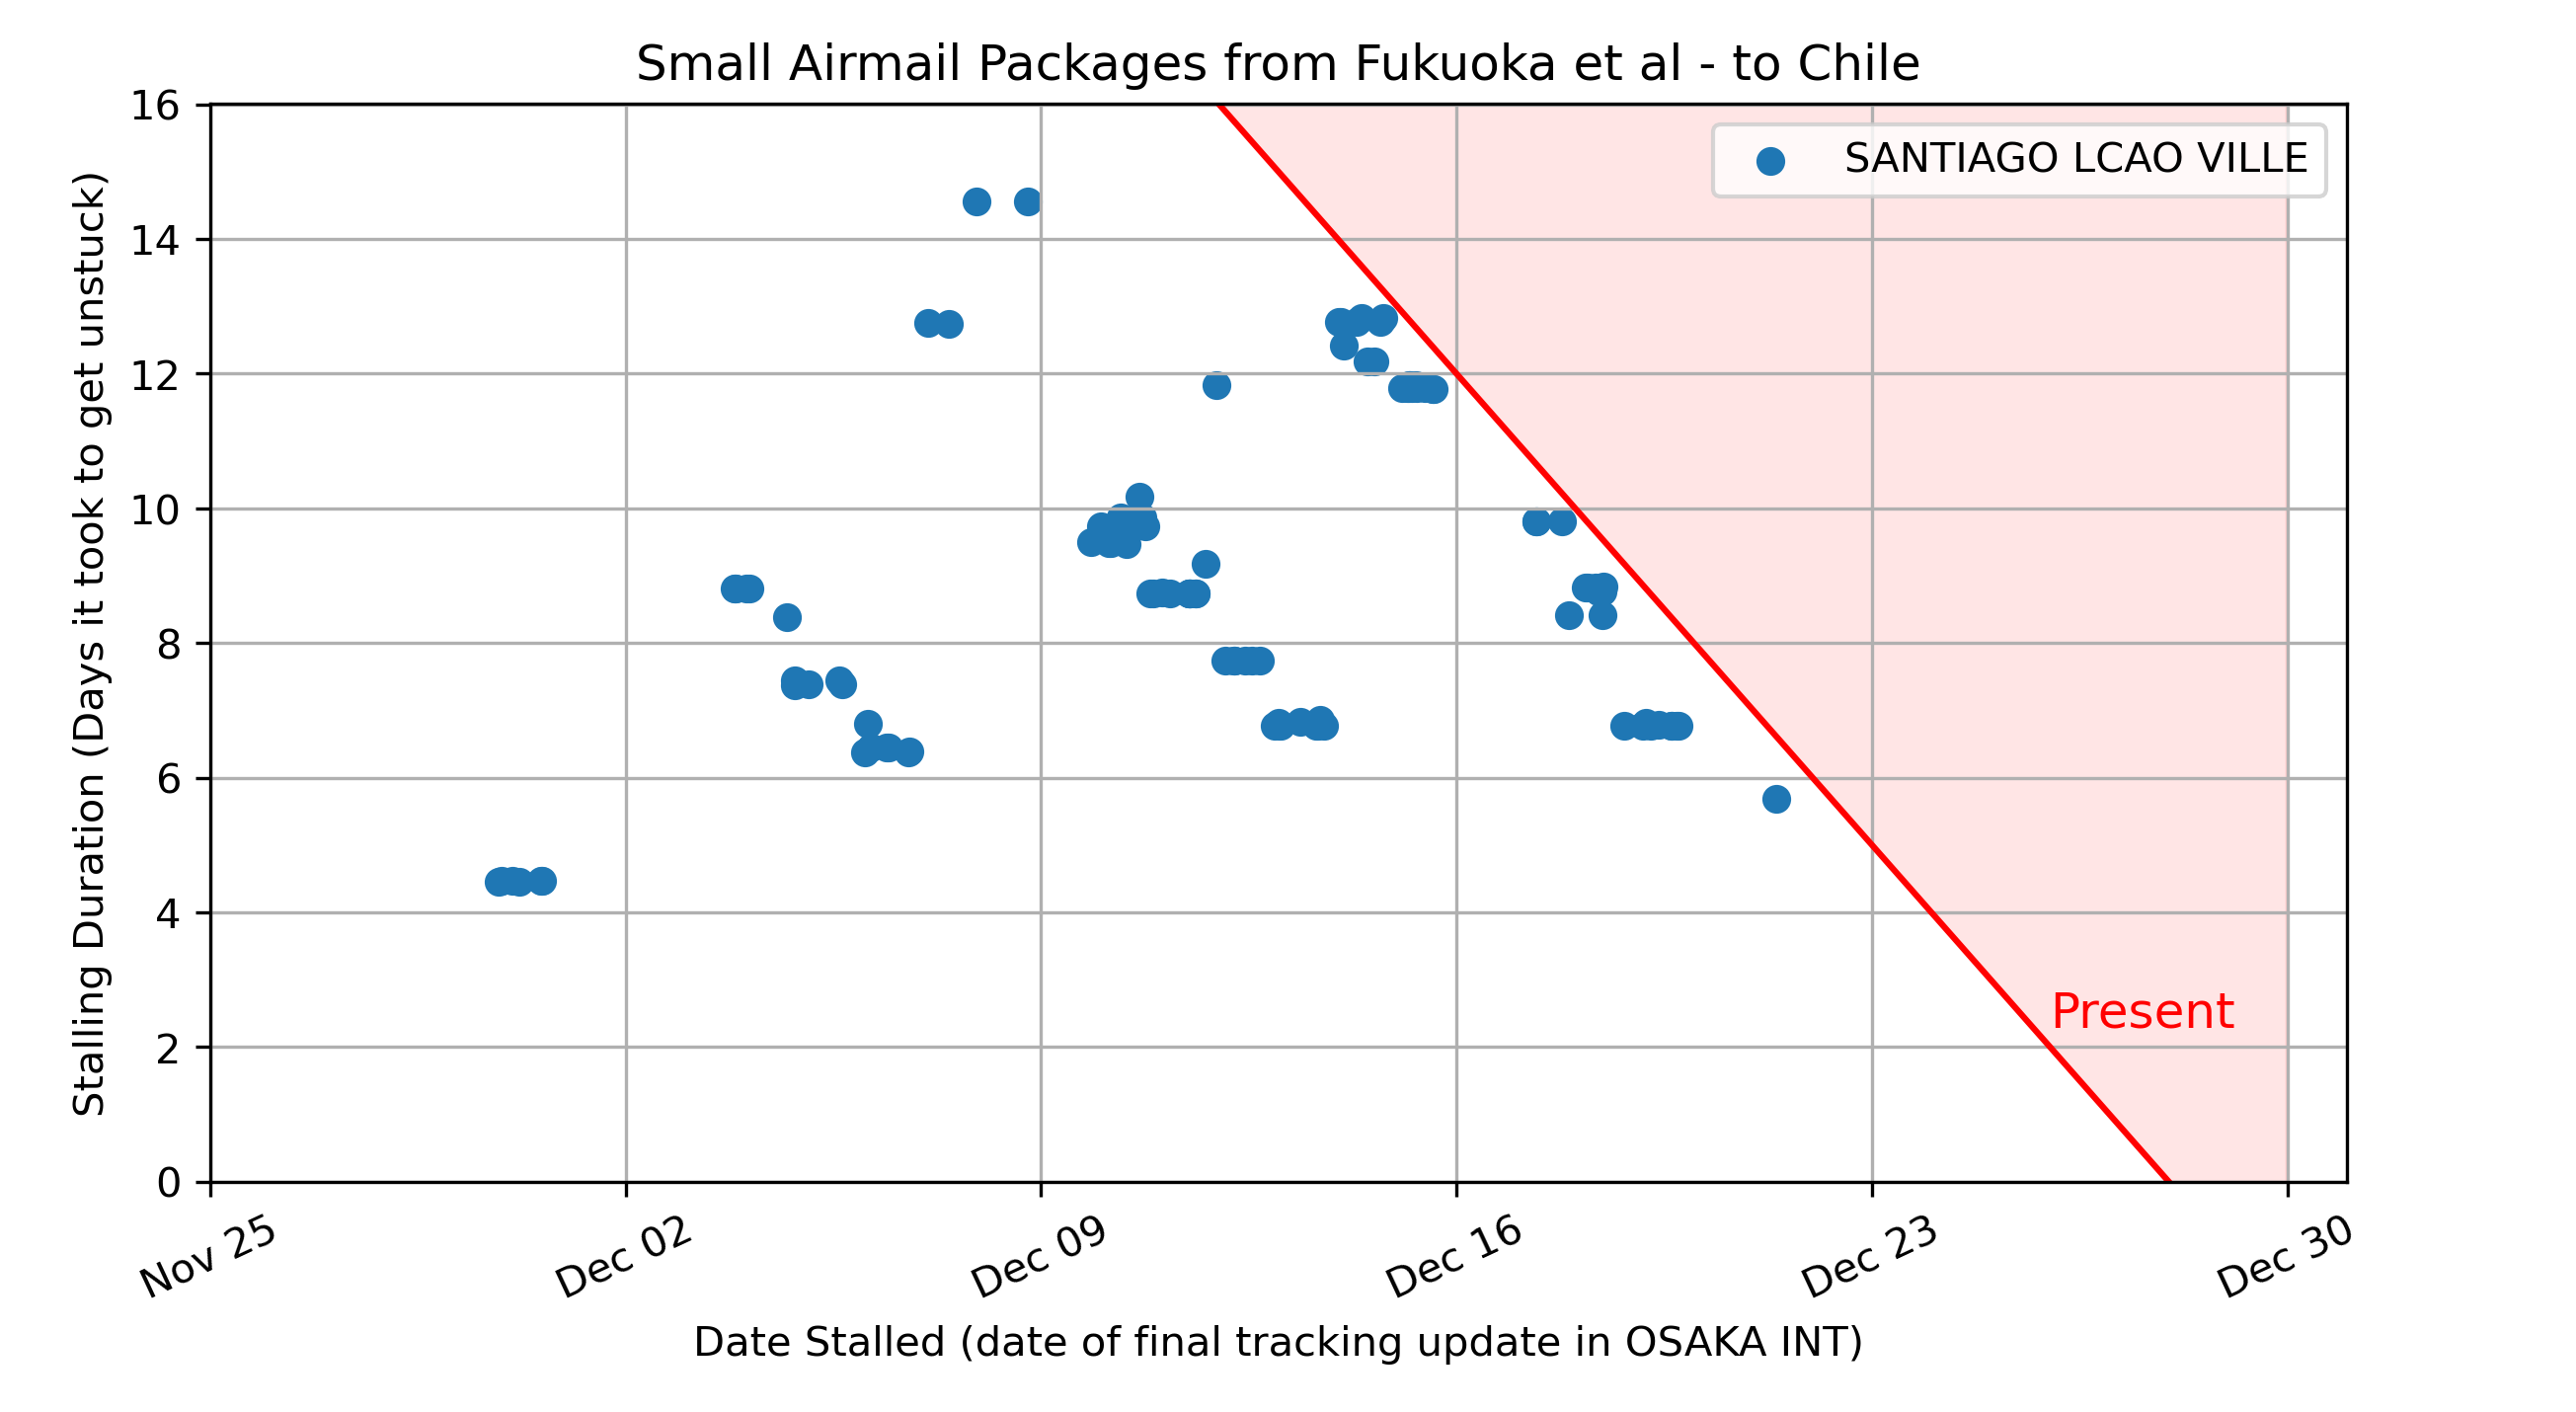 Small Airmail Packages from Fukuoka et al - to Chile
Stalling Duration (Days it took to get unstuck)
16
14
12
10
8
6
4
2
0
SANTIAGO LCAO VILLE
Present
Nov 25
Dec 02
Dec 09
Dec 16
Dec 23
Dec 30
Date Stalled (date of final tracking update in OSAKA INT)